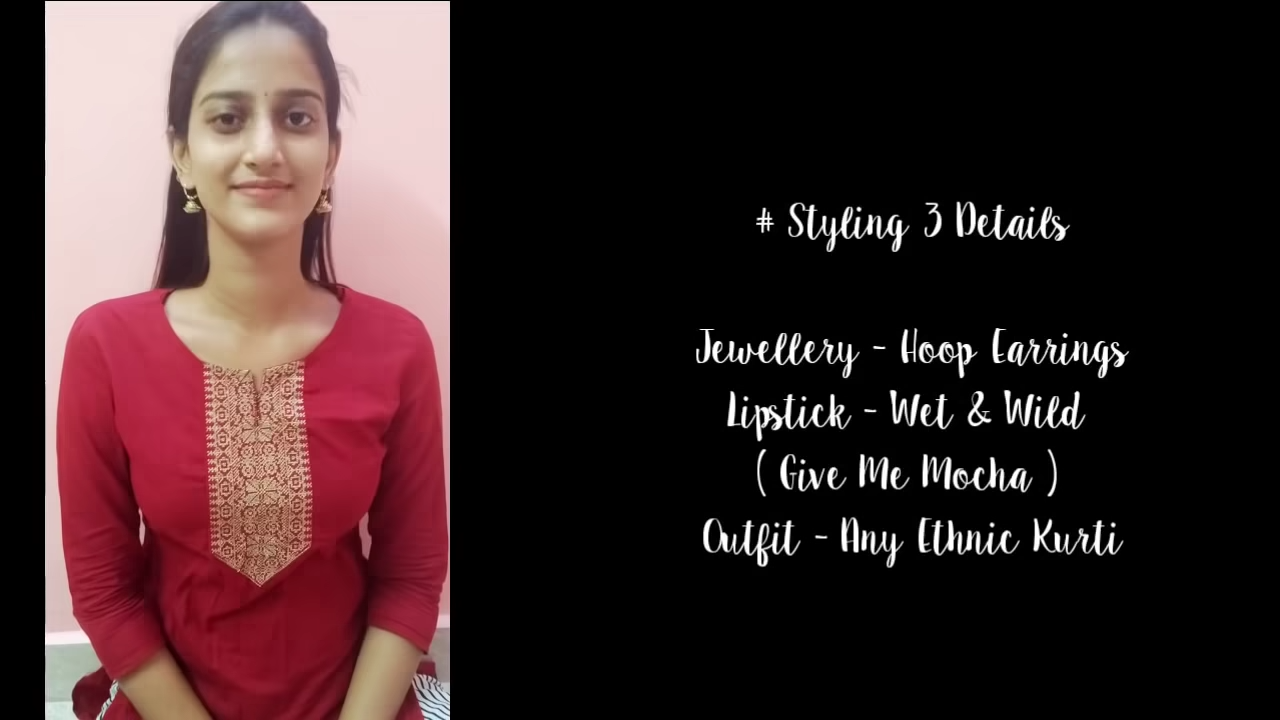 # Styling 3 Details
Jewellery - Hoop Earrings
Lipstick - Wet & Wild
( Give Me Mocha )
Outfit - Any Ethnic Kurti